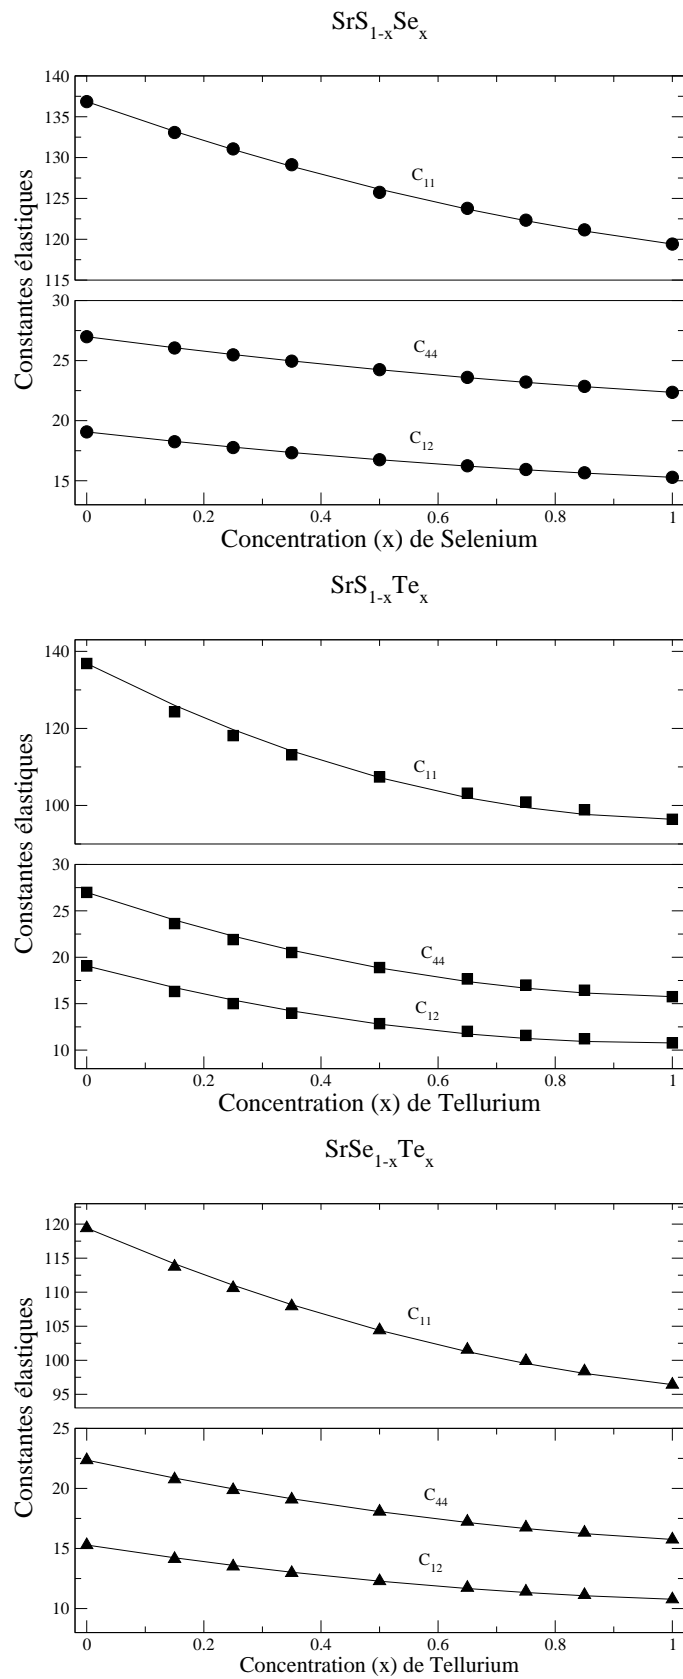 SrS1-xSex
140
135
130
125
120
115
C11
Constantes élastiques
30
25
20
15
C44
C12
0 0.2 0.4 0.6 0.8 1
Concentration (x) de Selenium
SrS1-xTex
140
130
120
110
100
C11
Constantes élastiques
30
25
20
15
10
C44
C12
0 0.2 0.4 0.6 0.8 1
Concentration (x) de Tellurium
SrSe1-xTex
120
115
110
105
100
95
C11
Constantes élastiques
25
20
15
10
C44
C12
0 0.2 0.4 0.6 0.8 1
Concentration (x) de Tellurium